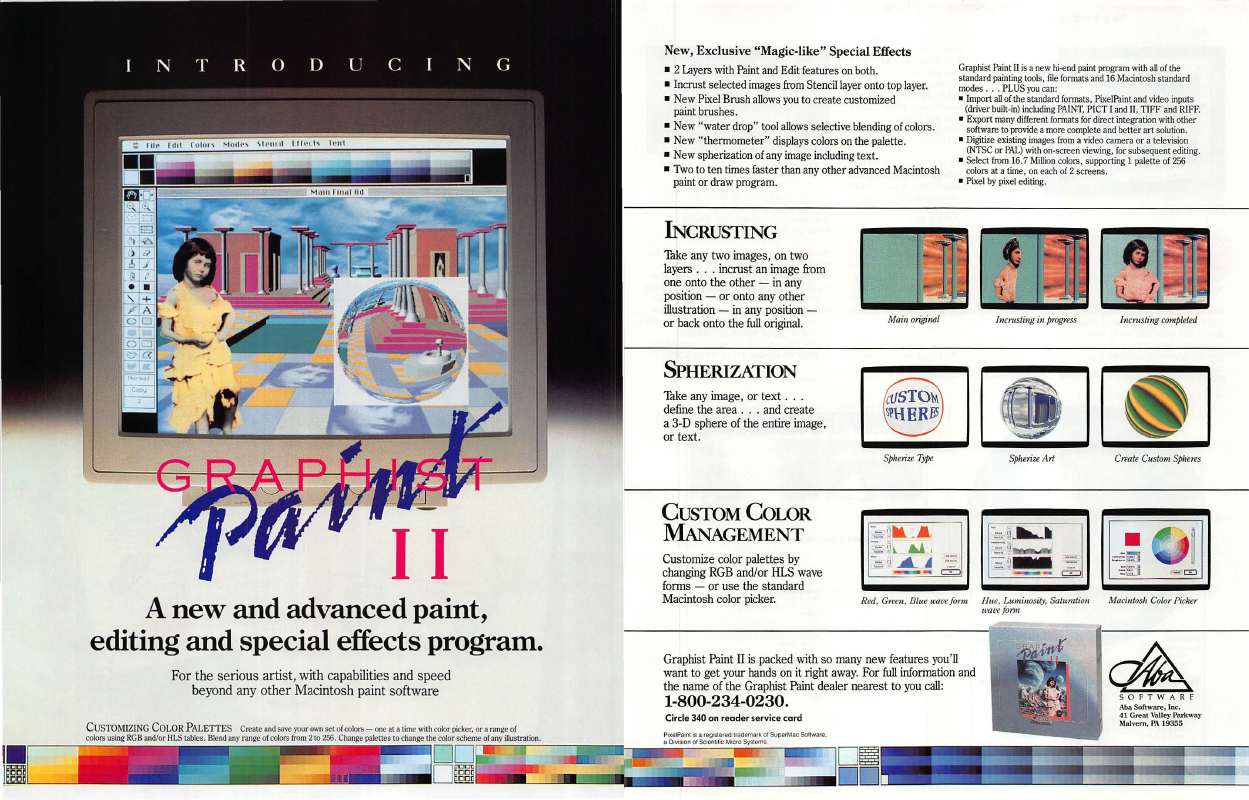 INTRODUCING
File Edit Colors Modes Stencil Effects Text
Main Final Hd
Normal
Copy
2
GRAPHIST
Paint
II
A new and advanced paint,
editing and special effects program.
For the serious artist, with capabilities and speed
beyond any other Macintosh paint software
CUSTOMIZING COLOR PALETTES Create and save your own set of colors — one at a time with color picker, or a range of
colors using RGB and/or HLS tables. Blend any range of colors from 2 to 256. Change palettes to change the color scheme of any illustration.
New, Exclusive “Magic-like” Special Effects
■ 2 Layers with Paint and Edit features on both.
■ Incrust selected images from Stencil layer onto top layer.
■ New Pixel Brush allows you to create customized
paint brushes.
■ New “water drop” tool allows selective blending of colors.
■ New “thermometer” displays colors on the palette.
■ New spherization of any image including text.
■ Two to ten times faster than any other advanced Macintosh
paint or draw program.
Graphist Paint II is a new hi-end paint program with all of the
standard painting tools, file formats and 16 Macintosh standard
modes . . . PLUS you can:
■ Import all of the standard formats, PixelPaint and video inputs
(driver built-in) including PAINT, PICT I and II, TIFF and RIFF.
■ Export many different formats for direct integration with other
software to provide a more complete and better art solution.
■ Digitize existing images from a video camera or a television
(NTSC or PAL) with on-screen viewing, for subsequent editing.
■ Select from 16.7 Million colors, supporting 1 palette of 256
colors at a time, on each of 2 screens.
■ Pixel by pixel editing.
INCRUSTING
Take any two images, on two
layers . . . incrust an image from
one onto the other — in any
position — or onto any other
illustration — in any position —
or back onto the full original.
Main original
Incrusting in progress
Incrusting completed
SPHERIZATION
Take any image, or text . . .
define the area . . . and create
a 3-D sphere of the entire image,
or text.
CUSTOM
SPHERES
Spherize Type
Spherize Art
Create Custom Spheres
CUSTOM COLOR
MANAGEMENT
Customize color palettes by
changing RGB and/or HLS wave
forms — or use the standard
Macintosh color picker.
Red, Green, Blue wave form
Hue, Luminosity, Saturation
wave form
Macintosh Color Picker
Graphist Paint II is packed with so many new features you’ll
want to get your hands on it right away. For full information and
the name of the Graphist Paint dealer nearest to you call:
1-800-234-0230.
Circle 340 on reader service card
PixelPaint is a registered trademark of SuperMac Software,
a Division of Scientific Micro Systems.
Paint
II
Aba
SOFTWARE
Aba Software, Inc.
41 Great Valley Parkway
Malvern, PA 19355